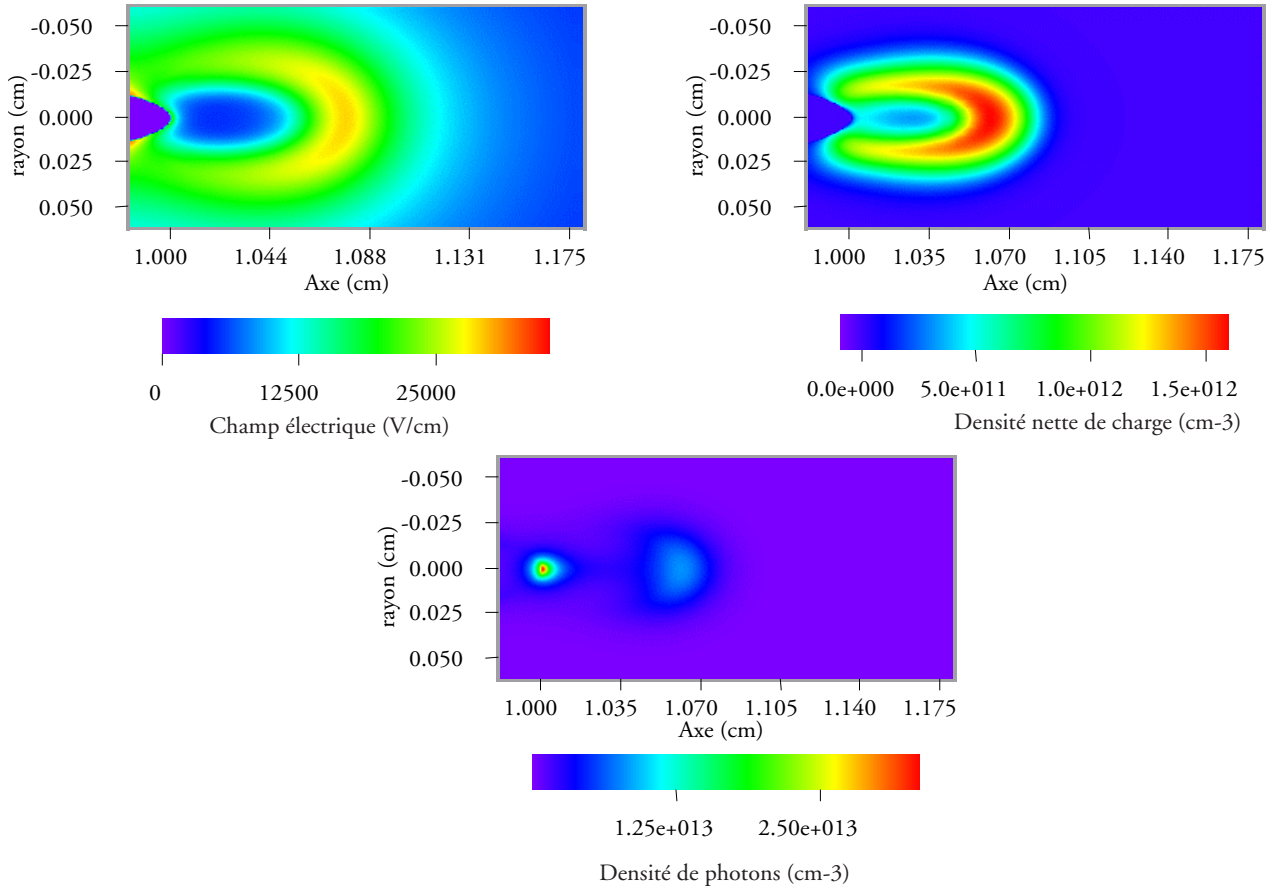 -0.050
-0.025
0.000
0.025
0.050
rayon (cm)
1.000 1.044 1.088 1.131 1.175
Axe (cm)
0 12500 25000
Champ électrique (V/cm)
-0.050
-0.025
0.000
0.025
0.050
rayon (cm)
1.000 1.035 1.070 1.105 1.140 1.175
Axe (cm)
0.0e+000 5.0e+011 1.0e+012 1.5e+012
Densité nette de charge (cm-3)
-0.050
-0.025
0.000
0.025
0.050
rayon (cm)
1.000 1.035 1.070 1.105 1.140 1.175
Axe (cm)
1.25e+013 2.50e+013
Densité de photons (cm-3)